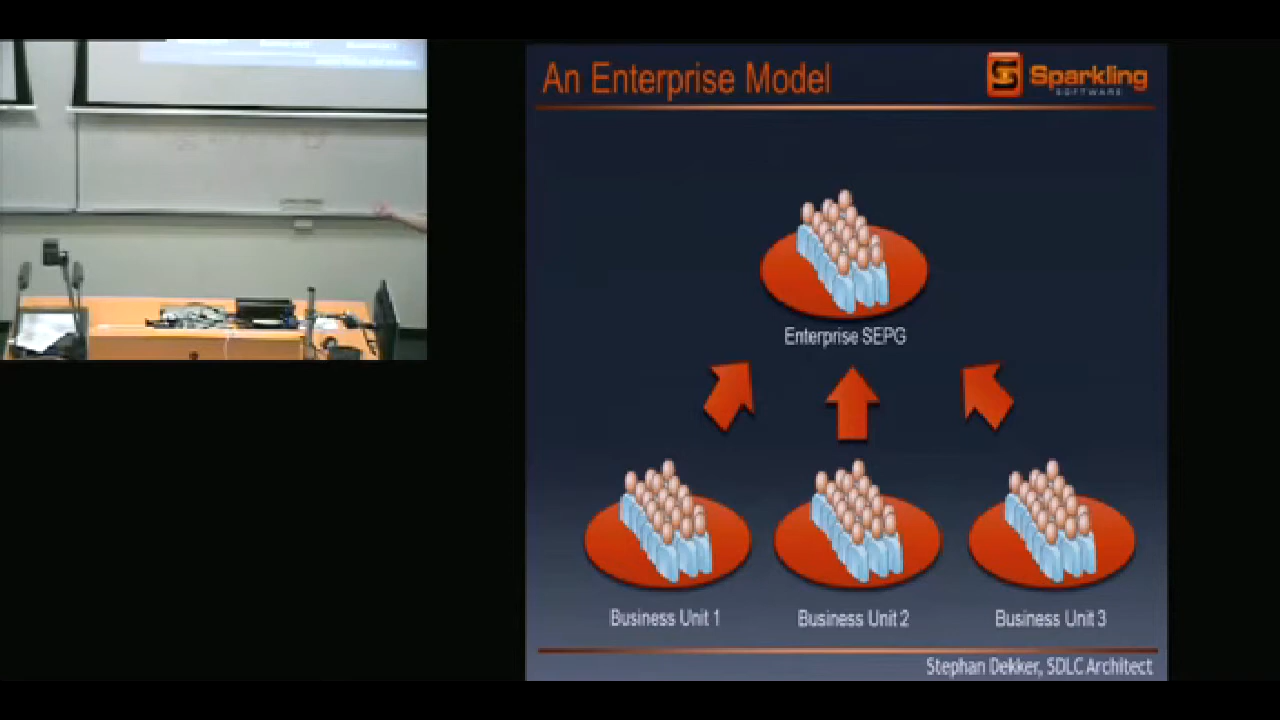 An Enterprise Model
Sparkling
SOFTWARE
Enterprise SEPG
Business Unit 1
Business Unit 2
Business Unit 3
Stephan Dekker, SDLC Architect